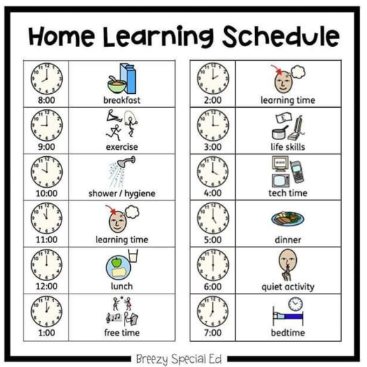 Home Learning Schedule
8:00 breakfast
9:00 exercise
10:00 shower / hygiene
11:00 learning time
12:00 lunch
1:00 free time
2:00 learning time
3:00 life skills
4:00 tech time
5:00 dinner
6:00 quiet activity
7:00 bedtime
Breezy Special Ed